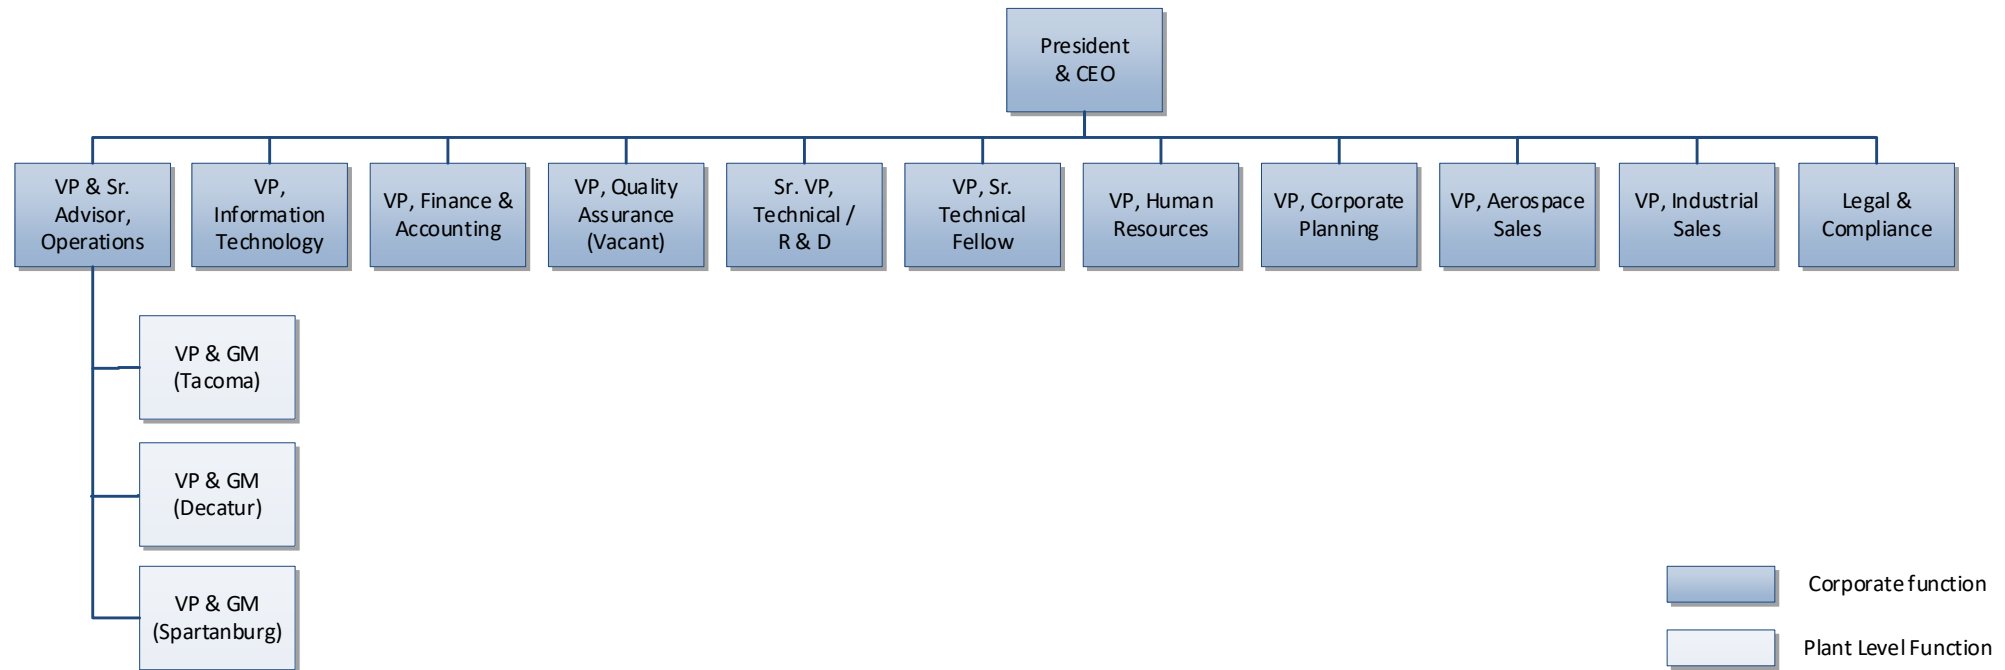 President
& CEO
VP & Sr.
Advisor,
Operations
VP,
Information
Technology
VP, Finance &
Accounting
VP, Quality
Assurance
(Vacant)
Sr. VP,
Technical /
R & D
VP, Sr.
Technical
Fellow
VP, Human
Resources
VP, Corporate
Planning
VP, Aerospace
Sales
VP, Industrial
Sales
Legal &
Compliance
VP & GM
(Tacoma)
VP & GM
(Decatur)
VP & GM
(Spartanburg)
Corporate function
Plant Level Function